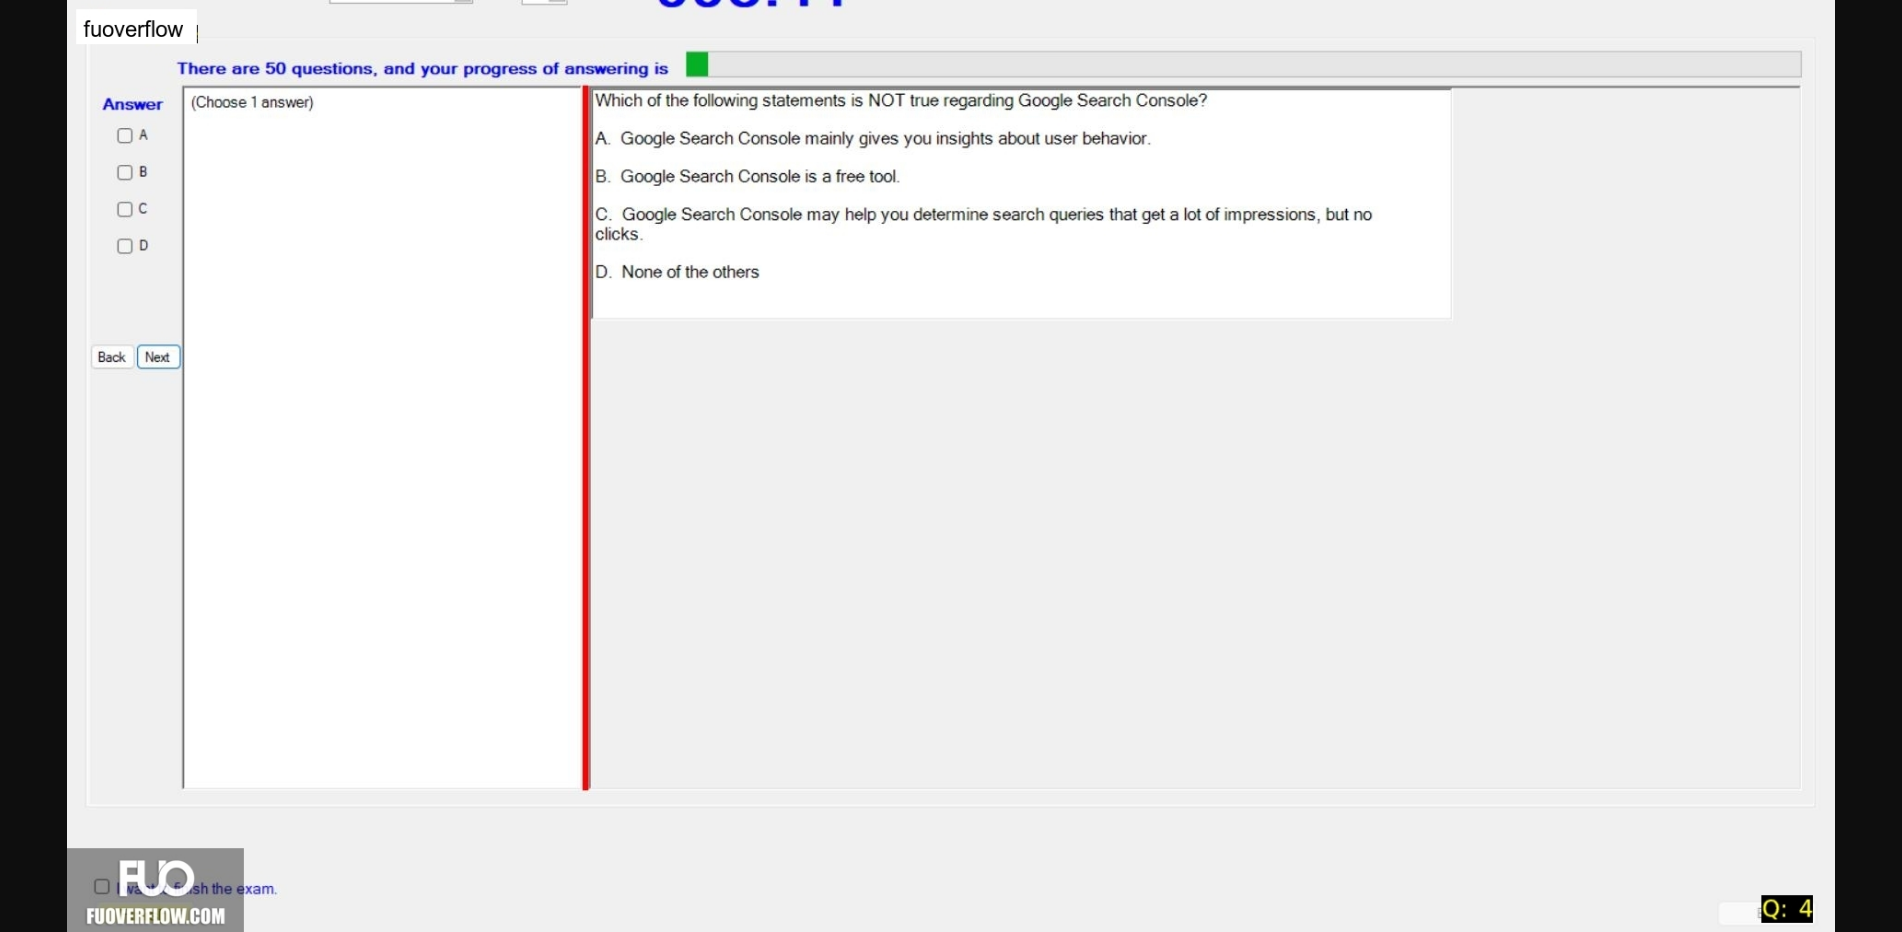 fuoverflow
There are 50 questions, and your progress of answering is
Answer
(Choose 1 answer)
A
B
C
D
Back Next
Which of the following statements is NOT true regarding Google Search Console?
A. Google Search Console mainly gives you insights about user behavior.
B. Google Search Console is a free tool.
C. Google Search Console may help you determine search queries that get a lot of impressions, but no
clicks.
D. None of the others
FUO
the exam.
FUOVERFLOW.COM
Q: 4